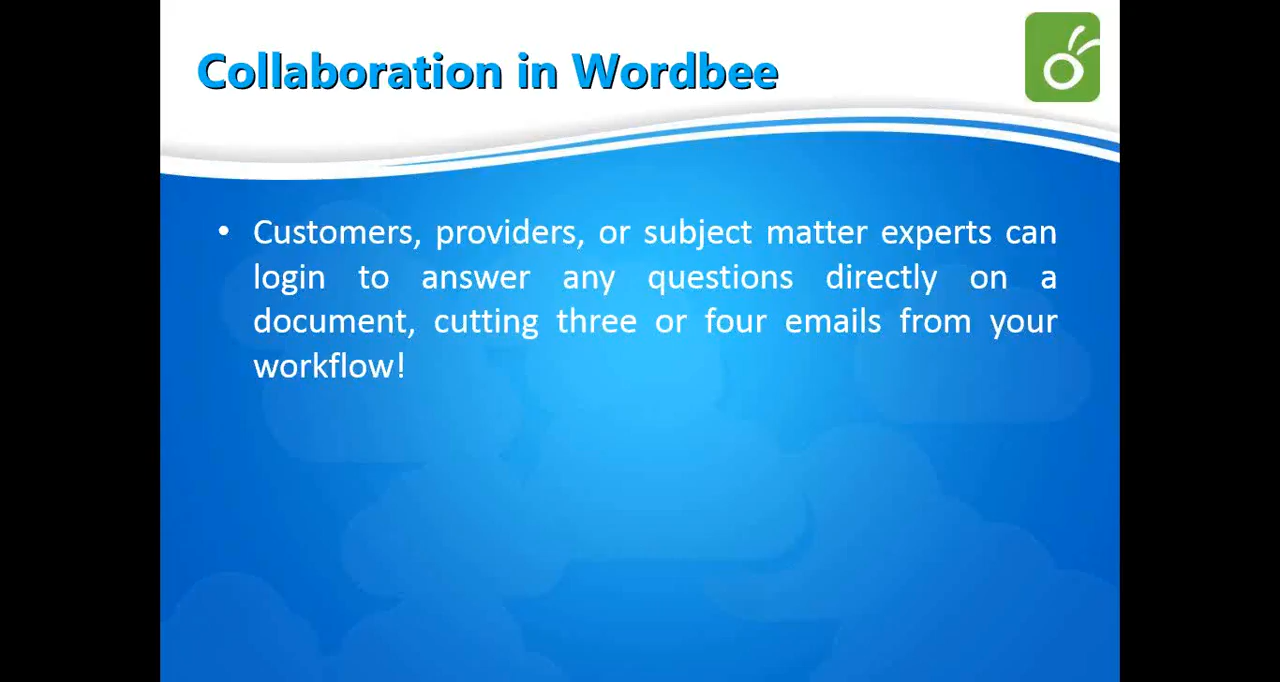 Collaboration in Wordbee
• Customers, providers, or subject matter experts can
login to answer any questions directly on a
document, cutting three or four emails from your
workflow!